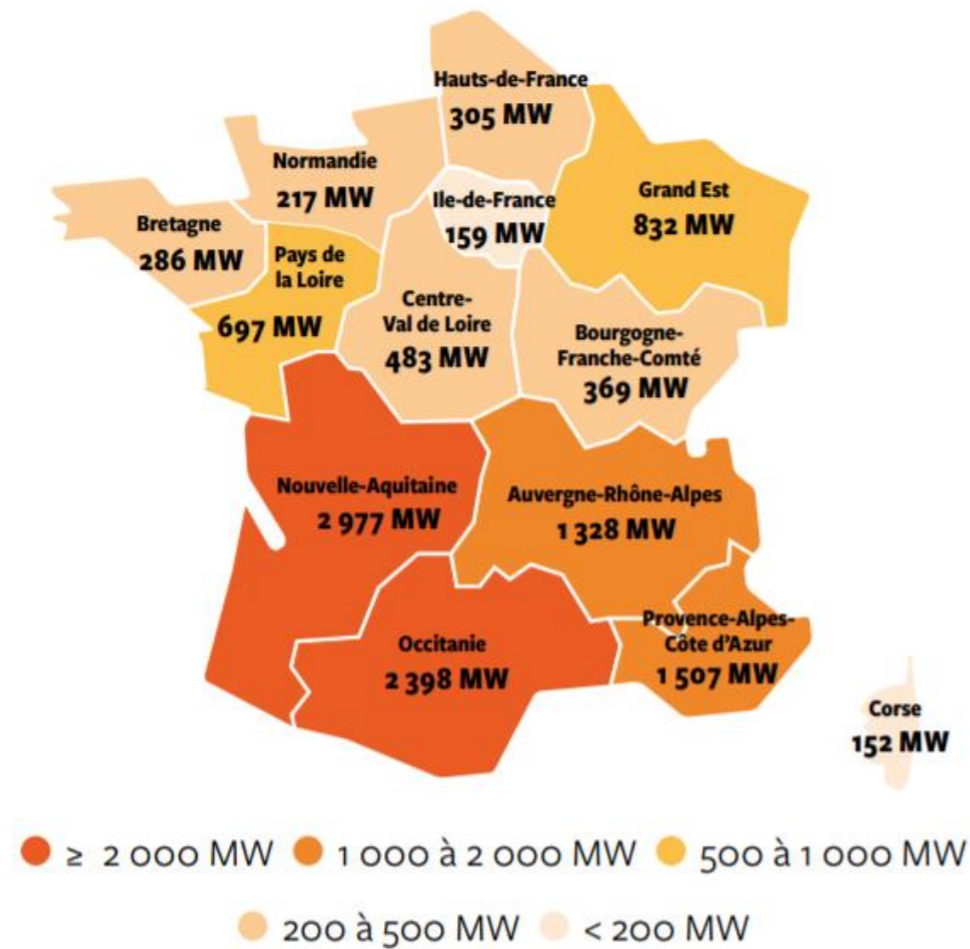 Hauts-de-France
305 MW
Normandie
217 MW
Ile-de-France
159 MW
Grand Est
832 MW
Bretagne
286 MW
Pays de
la Loire
697 MW
Centre-
Val de Loire
483 MW
Bourgogne-
Franche-Comté
369 MW
Nouvelle-Aquitaine
2 977 MW
Auvergne-Rhône-Alpes
1 328 MW
Occitanie
2 398 MW
Provence-Alpes-
Côte d'Azur
1 507 MW
Corse
152 MW
≥ 2 000 MW 1 000 à 2 000 MW 500 à 1 000 MW
200 à 500 MW < 200 MW